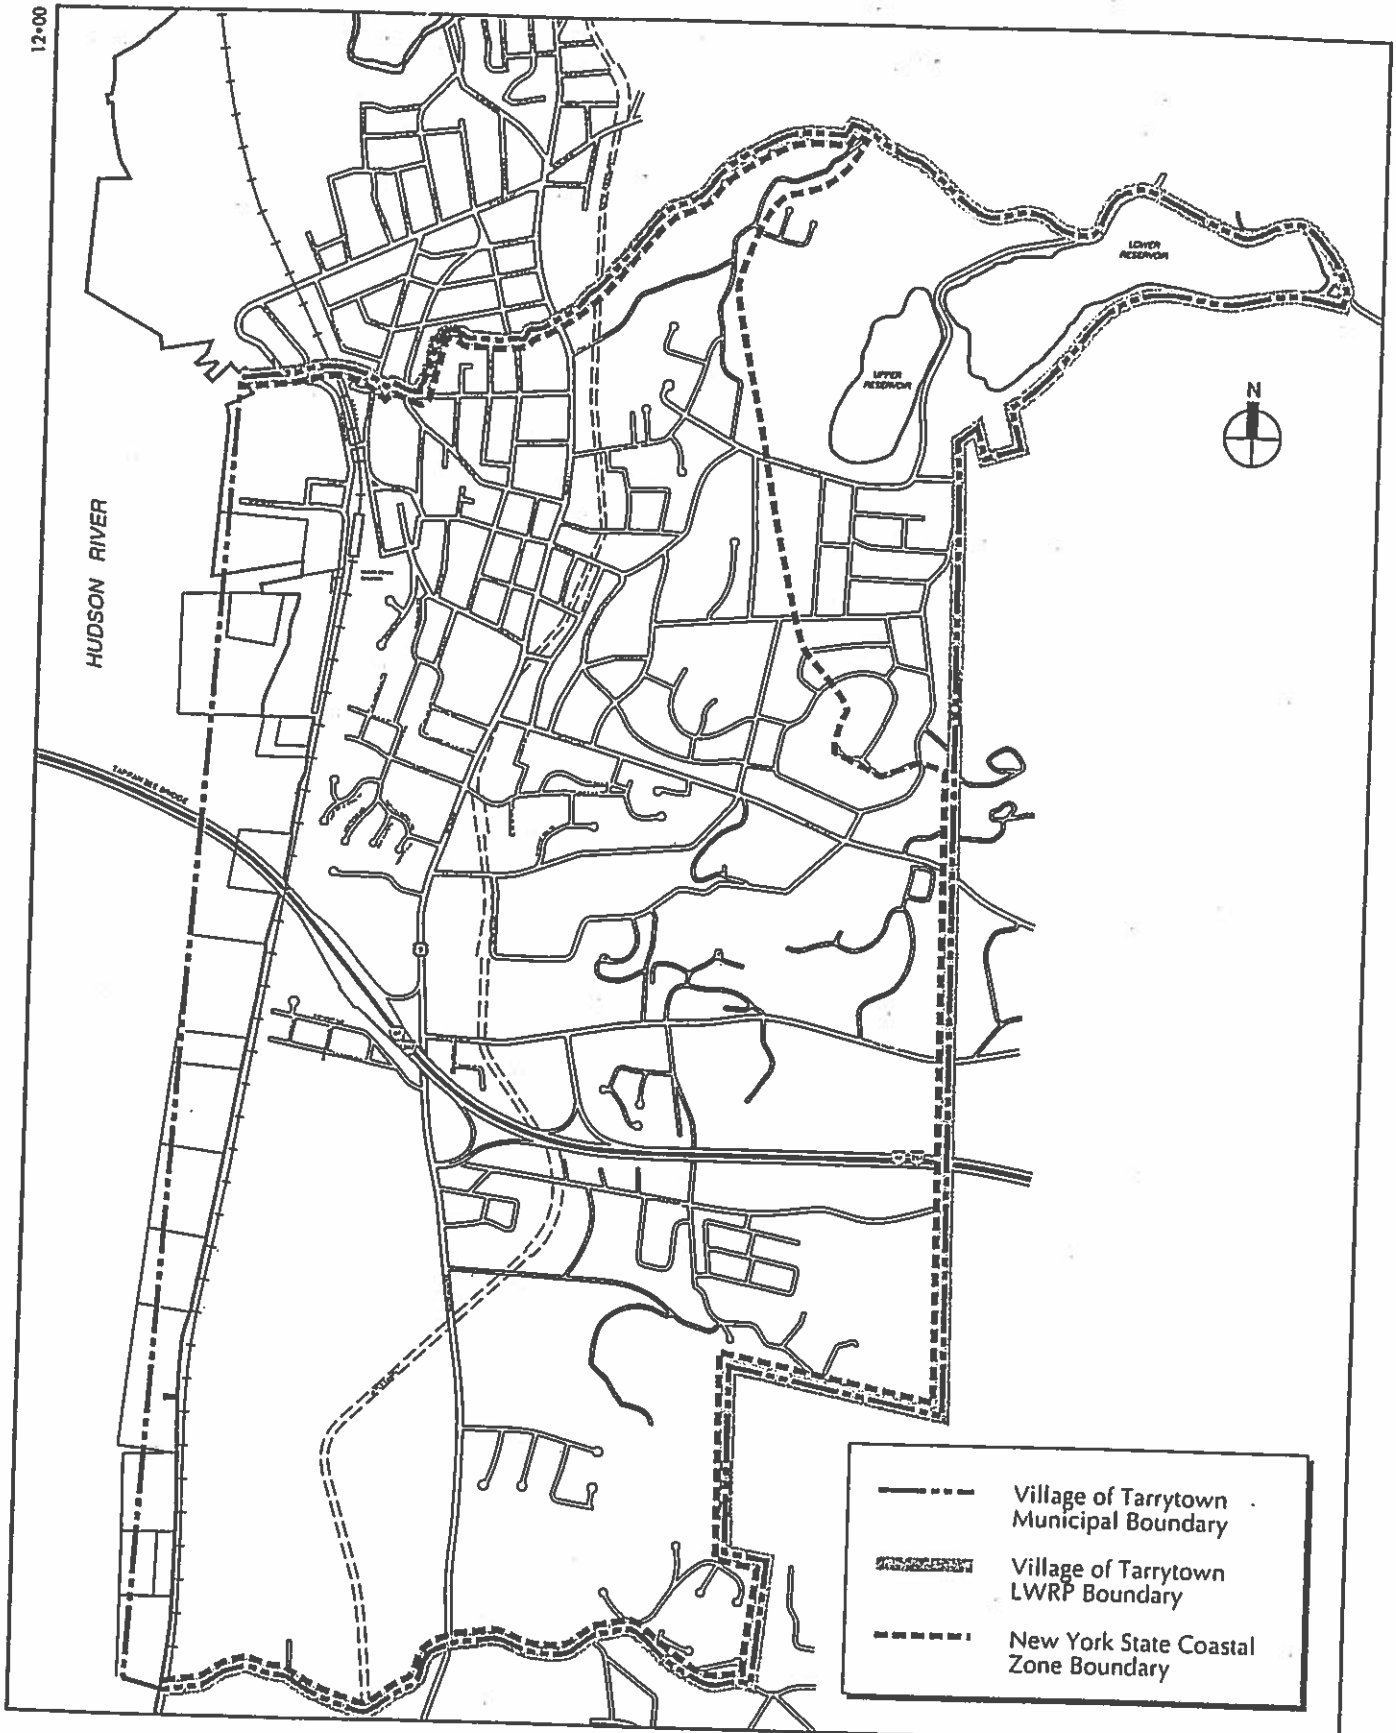 12•00
LOWER
RESERVOIR
UPPER
RESERVOIR
N
HUDSON RIVER
TAPPAN ZEE BRIDGE
9
Village of Tarrytown
Municipal Boundary
Village of Tarrytown
LWRP Boundary
New York State Coastal
Zone Boundary